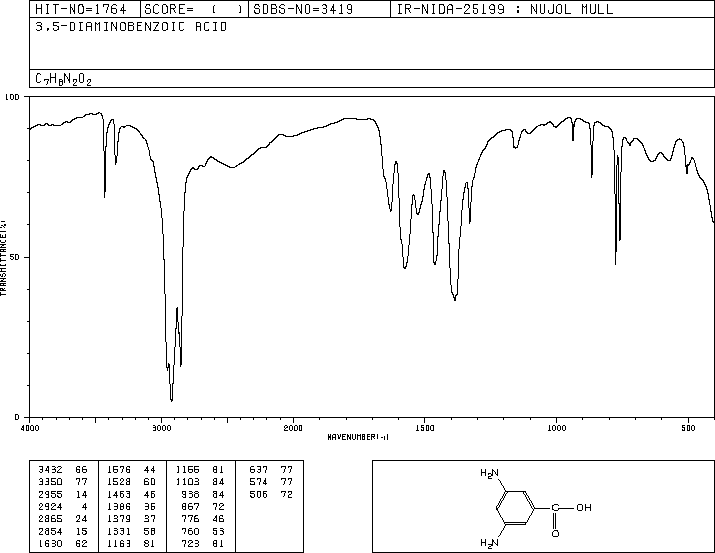 HIT-NO=1764 SCORE= ( ) SDBS-NO=3419 IR-NIDA-25199 : NUJOL MULL
3,5-DIAMINOBENZOIC ACID
C7H8N2O2
100
50
0
TRANSMITTANCE(%)
4000 3000 2000 1500 1000 500
WAVENUMBER(-1)
3432 66 1576 44 1166 81 637 77
3350 77 1528 60 1103 84 574 77
2955 14 1463 46 938 84 506 72
2924 4 1386 36 867 72
2865 24 1379 37 776 46
2854 15 1331 58 760 53
1630 62 1163 81 723 81
H2N
C OH
O
H2N